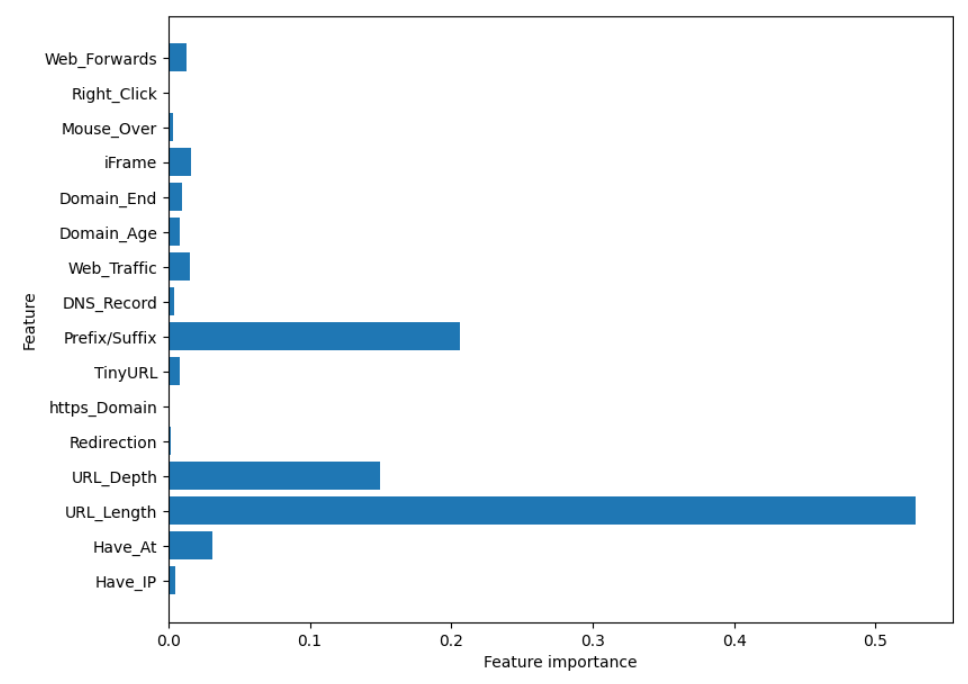 Web_Forwards
Right_Click
Mouse_Over
iFrame
Domain_End
Domain_Age
Web_Traffic
DNS_Record
Prefix/Suffix
TinyURL
https_Domain
Redirection
URL_Depth
URL_Length
Have_At
Have_IP
Feature
0.0 0.1 0.2 0.3 0.4 0.5
Feature importance